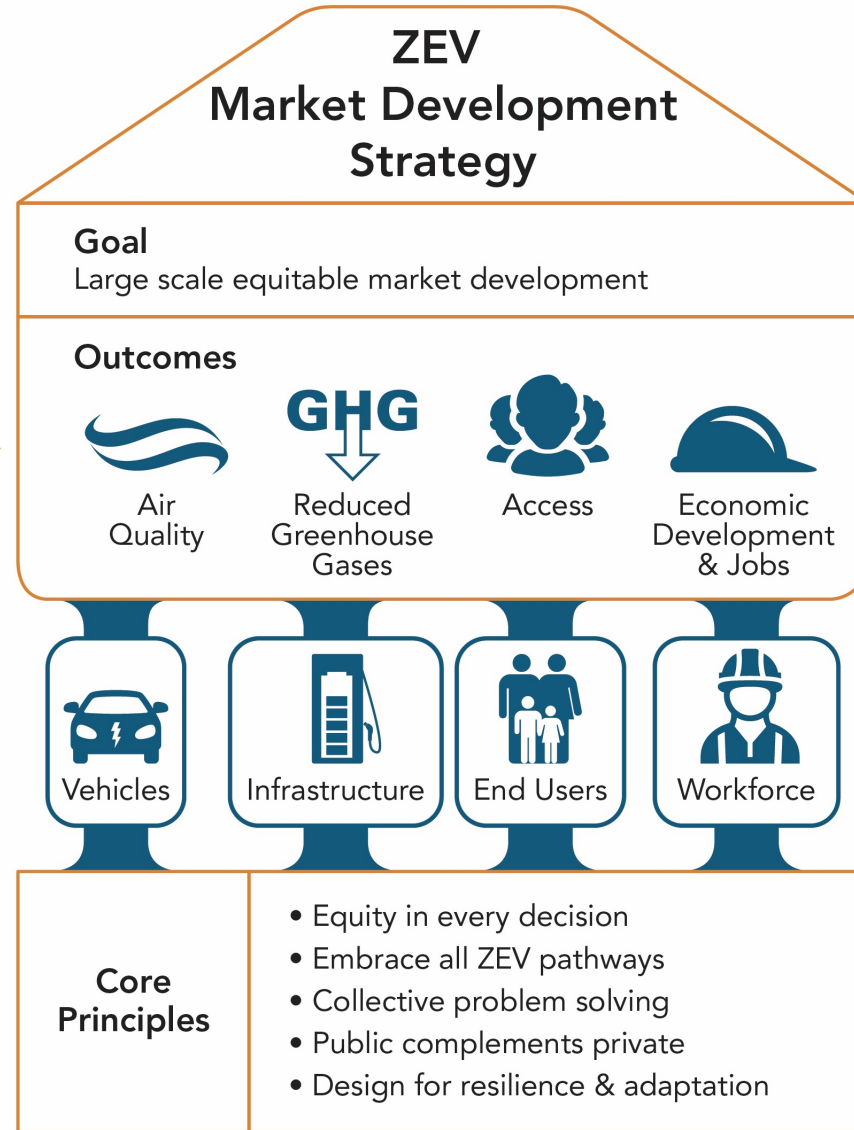 ZEV
Market Development
Strategy
Goal
Large scale equitable market development
Outcomes
GHG
Air
Quality
Reduced
Greenhouse
Gases
Access
Economic
Development
& Jobs
Vehicles
Infrastructure
End Users
Workforce
Core
Principles
• Equity in every decision
• Embrace all ZEV pathways
• Collective problem solving
• Public complements private
• Design for resilience & adaptation